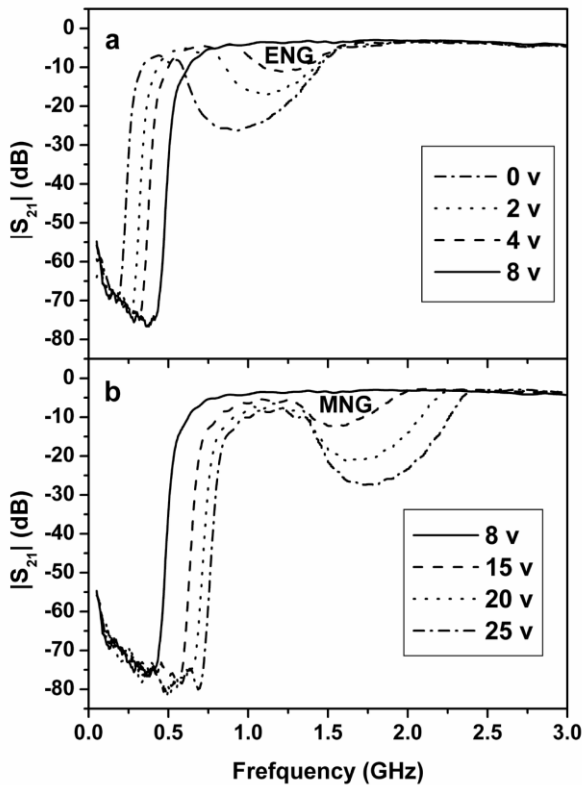 a
ENG
0
-10
-20
-30
-40
-50
-60
-70
-80
|S21| (dB)
0 v
2 v
4 v
8 v
b
MNG
0
-10
-20
-30
-40
-50
-60
-70
-80
|S21| (dB)
8 v
15 v
20 v
25 v
0.0 0.5 1.0 1.5 2.0 2.5 3.0
Frefquency (GHz)